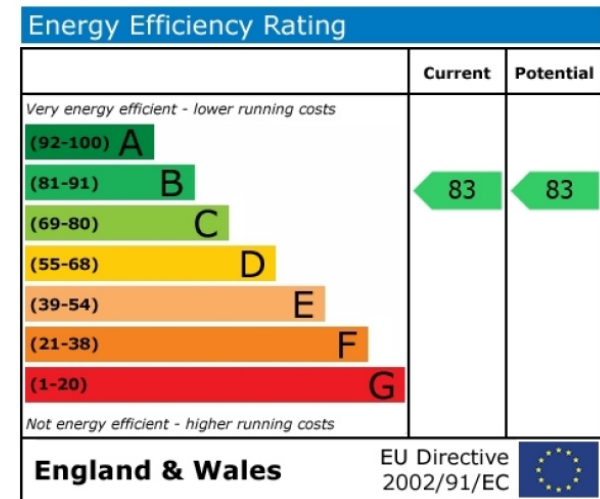 Energy Efficiency Rating
Current Potential
Very energy efficient - lower running costs
(92-100) A
(81-91) B 83 83
(69-80) C
(55-68) D
(39-54) E
(21-38) F
(1-20) G
Not energy efficient - higher running costs
England & Wales
EU Directive
2002/91/EC